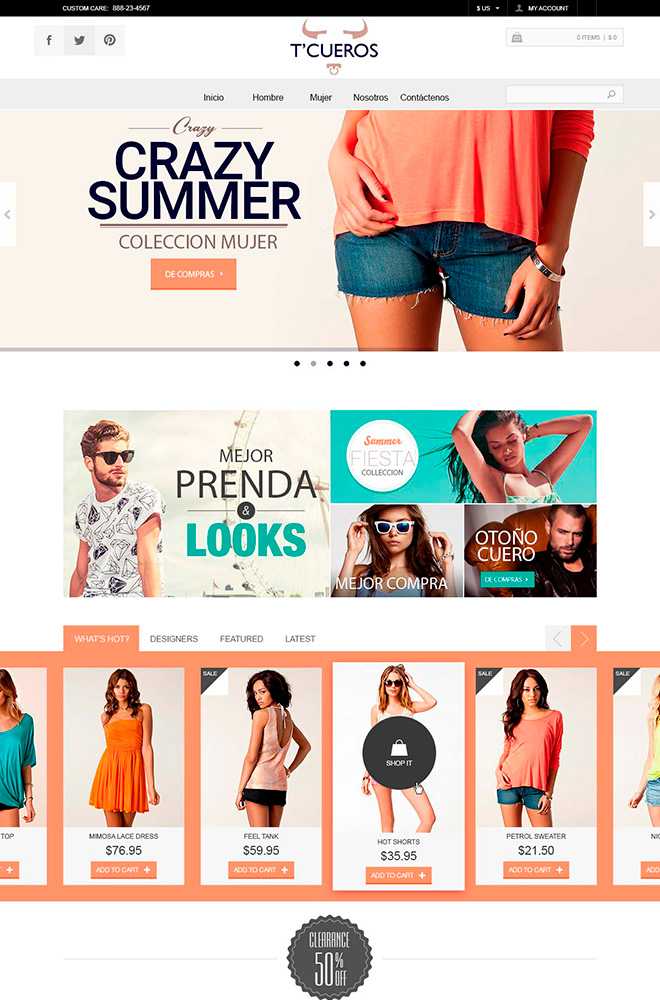 CUSTOM CARE: 888-23-4567
$ US
MY ACCOUNT
f
T'CUEROS
0 ITEMS | $ 0
Inicio Hombre Mujer Nosotros Contáctenos
Crazy
CRAZY
SUMMER
COLECCION MUJER
DE COMPRAS
MEJOR
PRENDA
&
LOOKS
Summer
FIESTA
COLLECCION
MEJOR COMPRA
OTOÑO
CUERO
DE COMPRAS
WHAT'S HOT? DESIGNERS FEATURED LATEST
SALE
SALE
SALE
SHOP IT
TOP
MIMOSA LACE DRESS
$76.95
ADD TO CART +
FEEL TANK
$59.95
ADD TO CART +
HOT SHORTS
$35.95
ADD TO CART +
PETROL SWEATER
$21.50
ADD TO CART +
NIC
CLEARANCE
50%
OFF